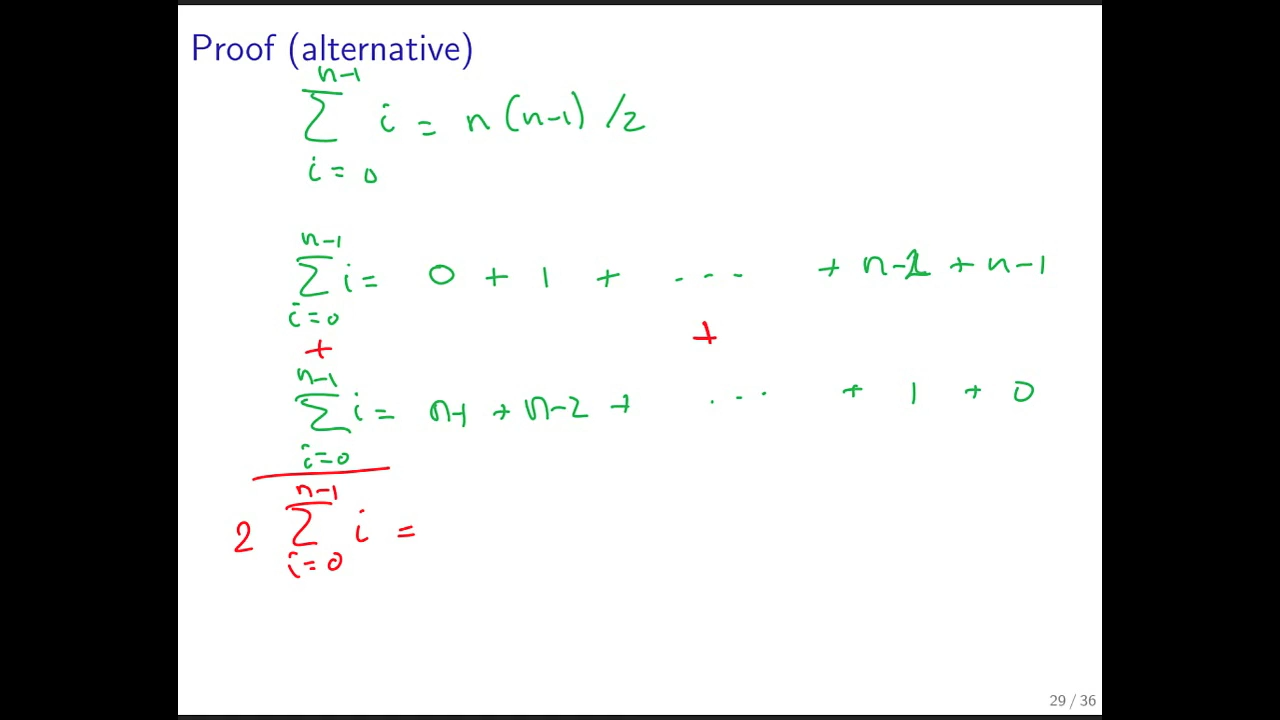 Proof (alternative)
n-1
∑ i = n(n-1)/2
i=0
n-1
∑ i = 0 + 1 + ... + n-2 + n-1
i=0
+ +
n-1
∑ i = n-1 + n-2 + ... + 1 + 0
i=0
n-1
2 ∑ i =
i=0
29 / 36